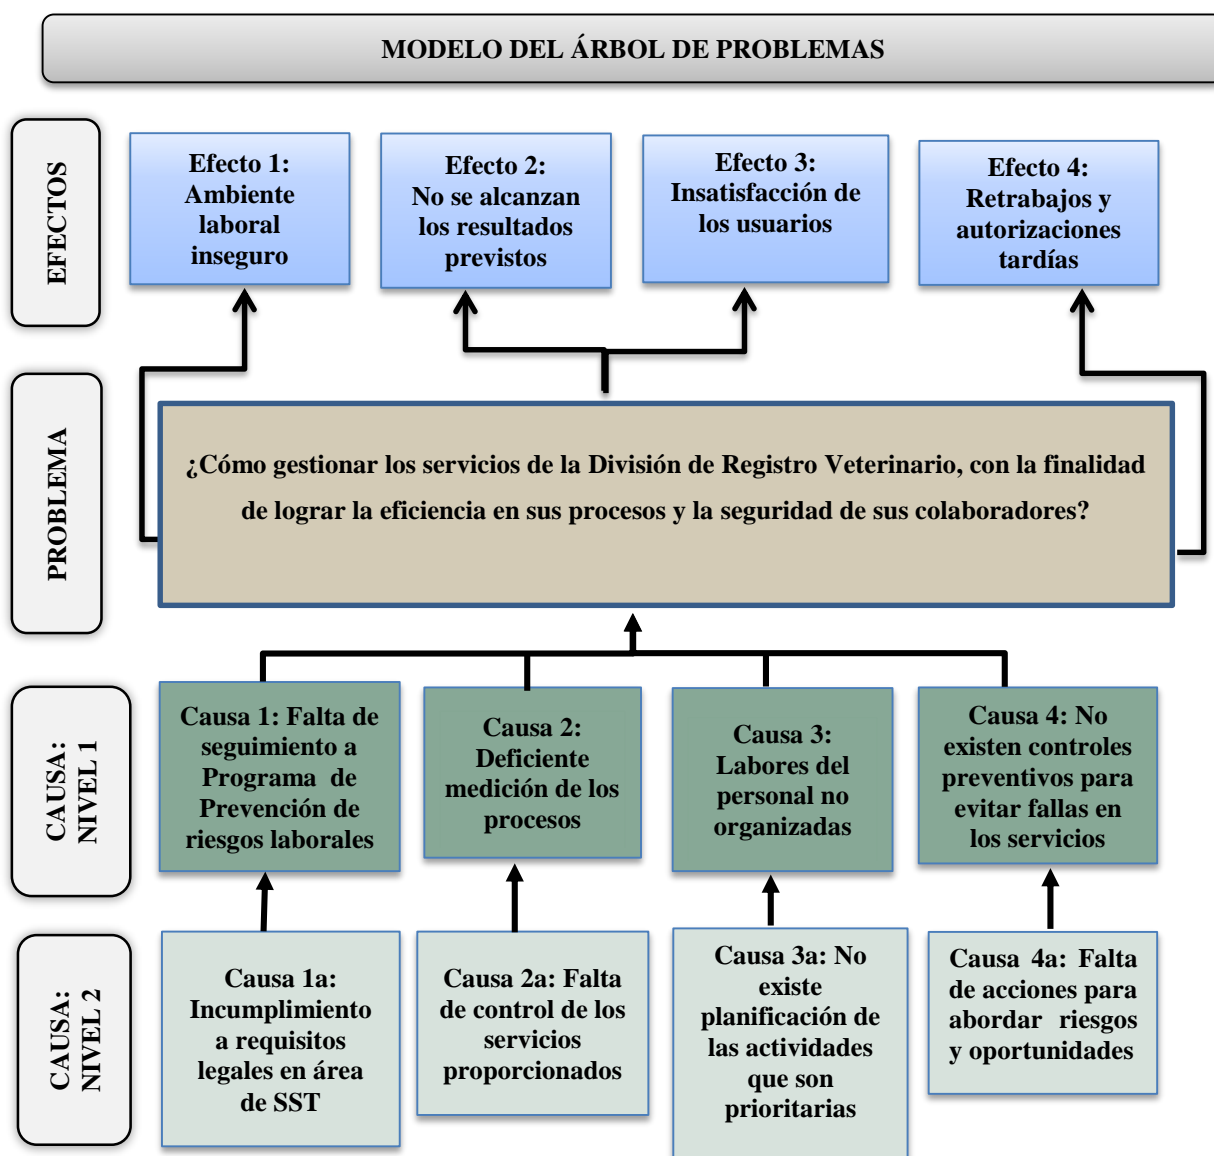 MODELO DEL ÁRBOL DE PROBLEMAS
EFECTOS
Efecto 1:
Ambiente
laboral
inseguro
Efecto 2:
No se alcanzan
los resultados
previstos
Efecto 3:
Insatisfacción de
los usuarios
Efecto 4:
Retrabajos y
autorizaciones
tardías
PROBLEMA
¿Cómo gestionar los servicios de la División de Registro Veterinario, con la finalidad
de lograr la eficiencia en sus procesos y la seguridad de sus colaboradores?
CAUSA:
NIVEL 1
Causa 1: Falta de
seguimiento a
Programa de
Prevención de
riesgos laborales
Causa 2:
Deficiente
medición de los
procesos
Causa 3:
Labores del
personal no
organizadas
Causa 4: No
existen controles
preventivos para
evitar fallas en
los servicios
CAUSA:
NIVEL 2
Causa 1a:
Incumplimiento
a requisitos
legales en área
de SST
Causa 2a: Falta
de control de los
servicios
proporcionados
Causa 3a: No
existe
planificación de
las actividades
que son
prioritarias
Causa 4a: Falta
de acciones para
abordar riesgos
y oportunidades